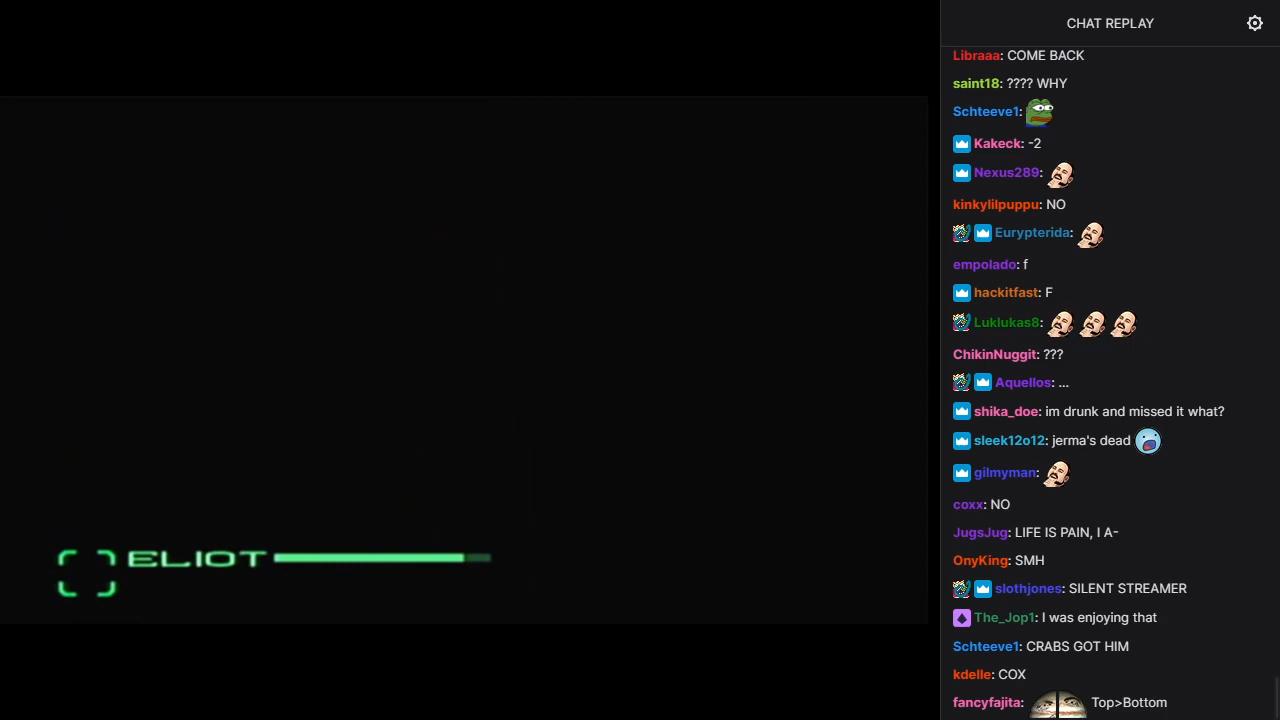 CHAT REPLAY
Libraaa: COME BACK
saint18: ???? WHY
Schteeve1:
Kakeck: -2
Nexus289:
kinkylilpuppu: NO
Eurypterida:
empolado: f
hackitfast: F
Luklukas8:
ChikinNuggit: ???
Aquellos: ...
shika_doe: im drunk and missed it what?
sleek12o12: jerma's dead
gilmyman:
coxx: NO
JugsJug: LIFE IS PAIN, I A-
OnyKing: SMH
slothjones: SILENT STREAMER
The_Jop1: I was enjoying that
Schteeve1: CRABS GOT HIM
kdelle: COX
fancyfajita: Top>Bottom
ELIOT